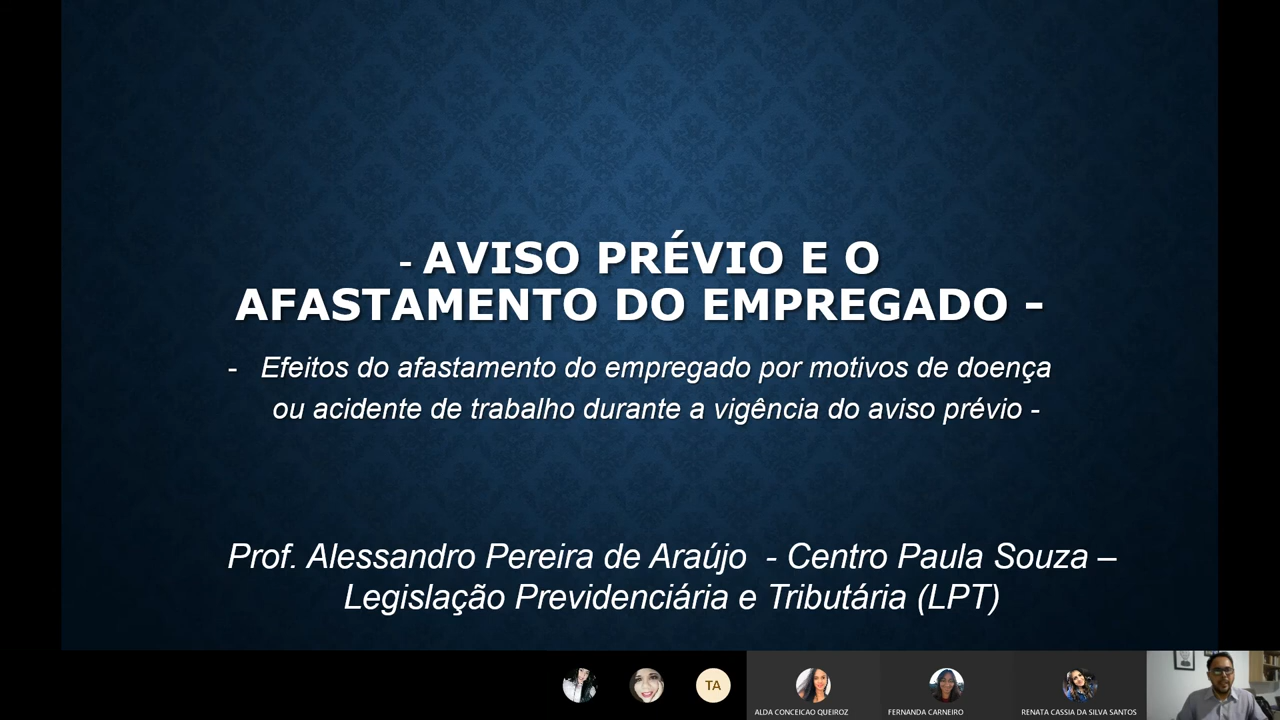 - AVISO PRÉVIO E O
AFASTAMENTO DO EMPREGADO -
- Efeitos do afastamento do empregado por motivos de doença
ou acidente de trabalho durante a vigência do aviso prévio -
Prof. Alessandro Pereira de Araújo - Centro Paula Souza –
Legislação Previdenciária e Tributária (LPT)
TA
ALDA CONCEICAO QUEIROZ
FERNANDA CARNEIRO
RENATA CASSIA DA SILVA SANTOS